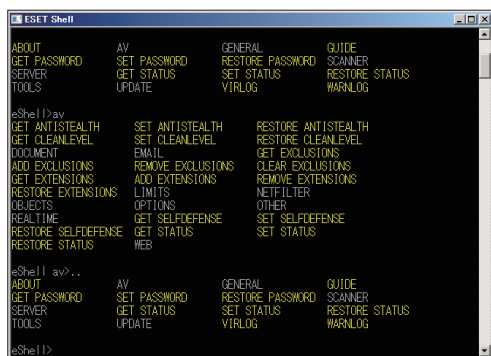 ESET Shell
ABOUT AV GENERAL GUIDE
GET PASSWORD SET PASSWORD RESTORE PASSWORD SCANNER
SERVER GET STATUS SET STATUS RESTORE STATUS
TOOLS UPDATE VIRLOG WARNLOG
eShell>av
GET ANTISTEALTH SET ANTISTEALTH RESTORE ANTISTEALTH
GET CLEANLEVEL SET CLEANLEVEL RESTORE CLEANLEVEL
DOCUMENT EMAIL GET EXCLUSIONS
ADD EXCLUSIONS REMOVE EXCLUSIONS CLEAR EXCLUSIONS
GET EXTENSIONS ADD EXTENSIONS REMOVE EXTENSIONS
RESTORE EXTENSIONS LIMITS NETFILTER
OBJECTS OPTIONS OTHER
REALTIME GET SELFDEFENSE SET SELFDEFENSE
RESTORE SELFDEFENSE GET STATUS SET STATUS
RESTORE STATUS WEB
eShell av>..
ABOUT AV GENERAL GUIDE
GET PASSWORD SET PASSWORD RESTORE PASSWORD SCANNER
SERVER GET STATUS SET STATUS RESTORE STATUS
TOOLS UPDATE VIRLOG WARNLOG
eShell>